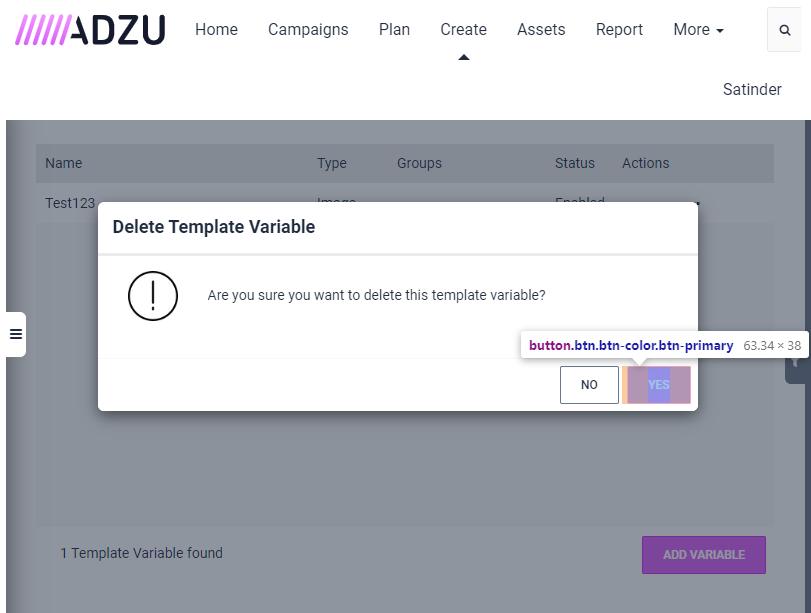 ADZU Home Campaigns Plan Create Assets Report More
Satinder
Name Type Groups Status Actions
Test123 Image Enabled
Delete Template Variable
Are you sure you want to delete this template variable?
button.btn.btn-color.btn-primary 63.34 × 38
NO YES
1 Template Variable found ADD VARIABLE